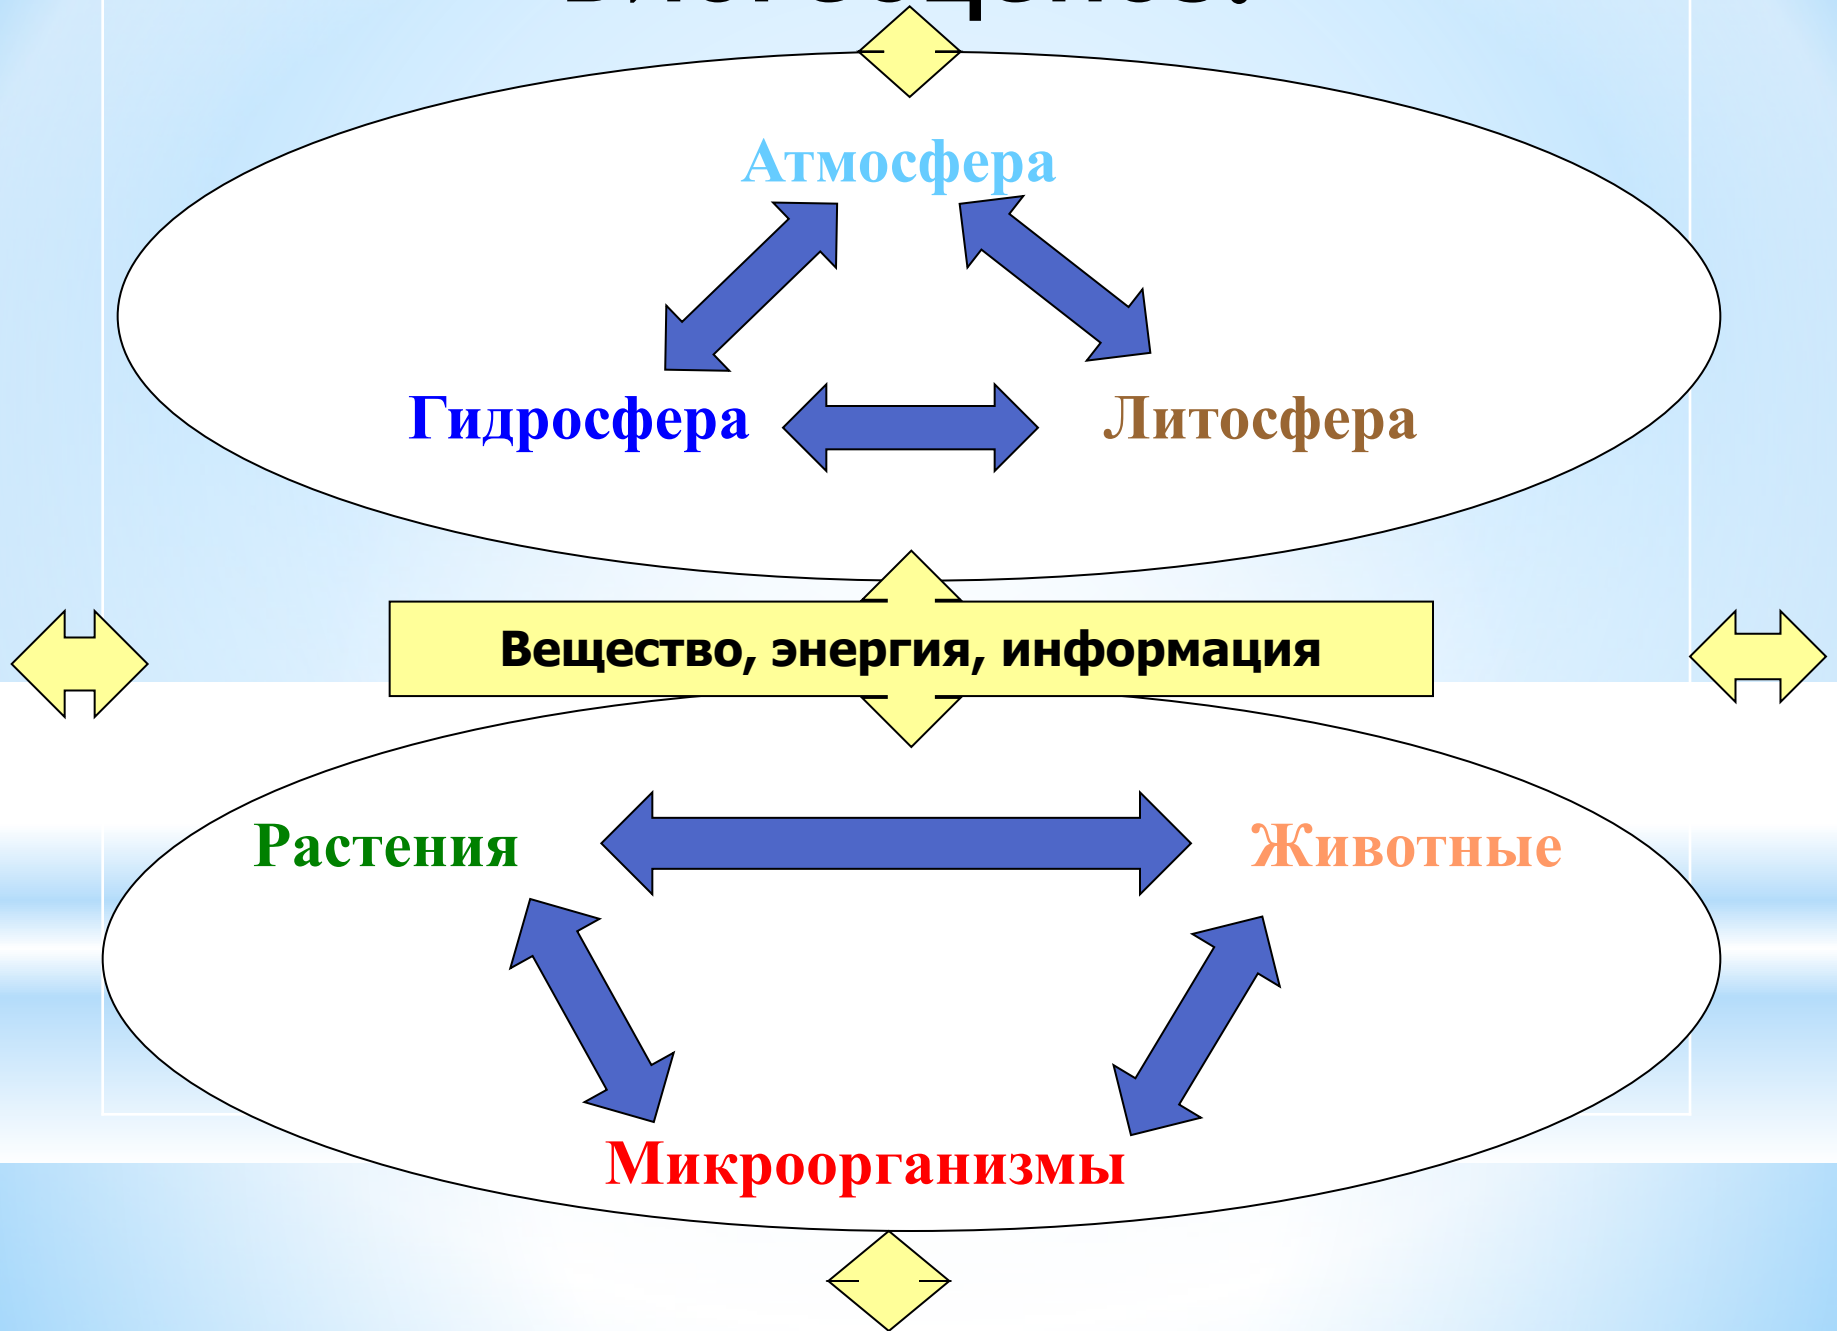 Атмосфера
Гидросфера Литосфера
Вещество, энергия, информация
Растения Животные
Микроорганизмы